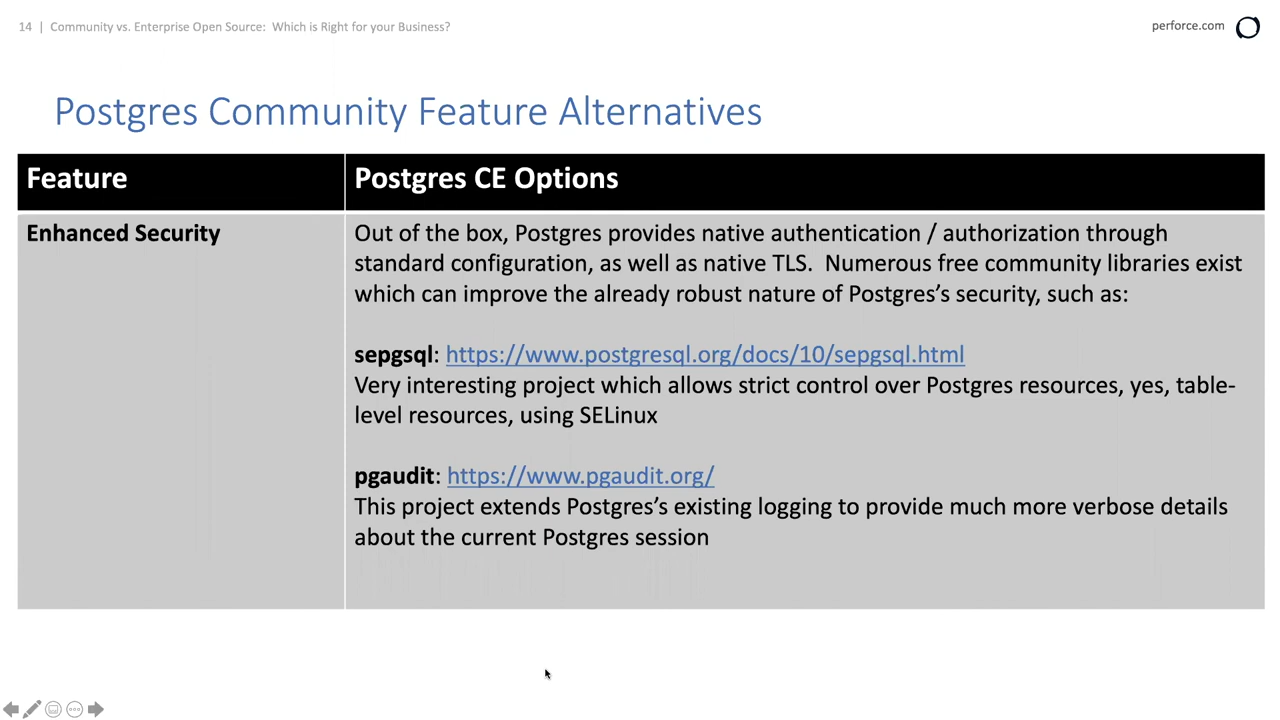 14 | Community vs. Enterprise Open Source: Which is Right for your Business?
perforce.com
Postgres Community Feature Alternatives
Feature
Postgres CE Options
Enhanced Security
Out of the box, Postgres provides native authentication / authorization through
standard configuration, as well as native TLS. Numerous free community libraries exist
which can improve the already robust nature of Postgres's security, such as:
sepgsql: https://www.postgresql.org/docs/10/sepgsql.html
Very interesting project which allows strict control over Postgres resources, yes, table-
level resources, using SELinux
pgaudit: https://www.pgaudit.org/
This project extends Postgres's existing logging to provide much more verbose details
about the current Postgres session